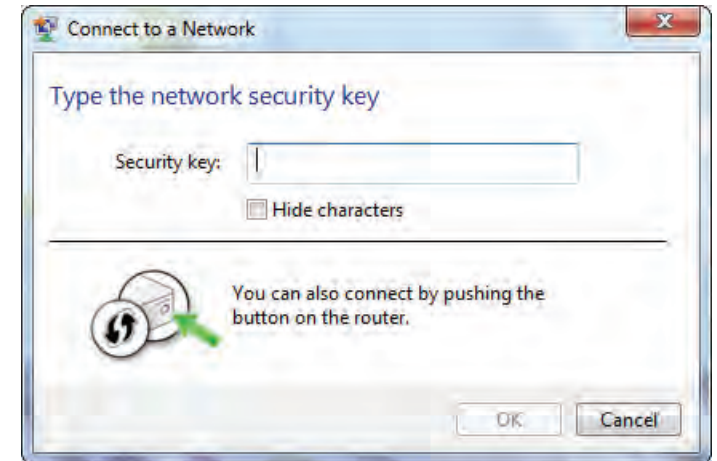 Connect to a Network
Type the network security key
Security key:
Hide characters
You can also connect by pushing the
button on the router.
OK
Cancel